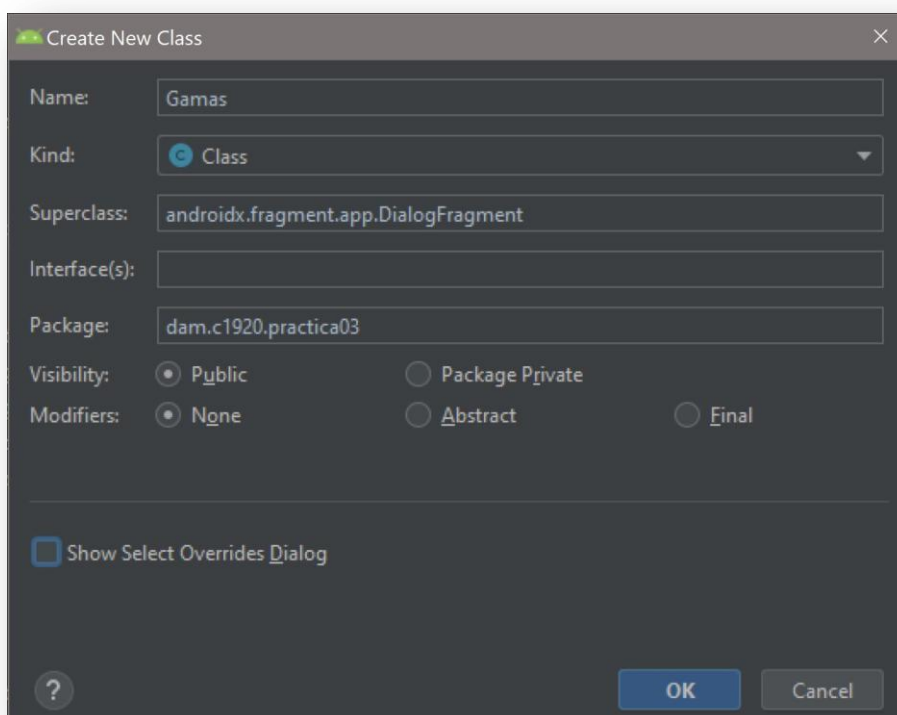 Create New Class
Name: Gamas
Kind: C Class
Superclass: androidx.fragment.app.DialogFragment
Interface(s):
Package: dam.c1920.practica03
Visibility: Public Package Private
Modifiers: None Abstract Final
Show Select Overrides Dialog
? OK Cancel